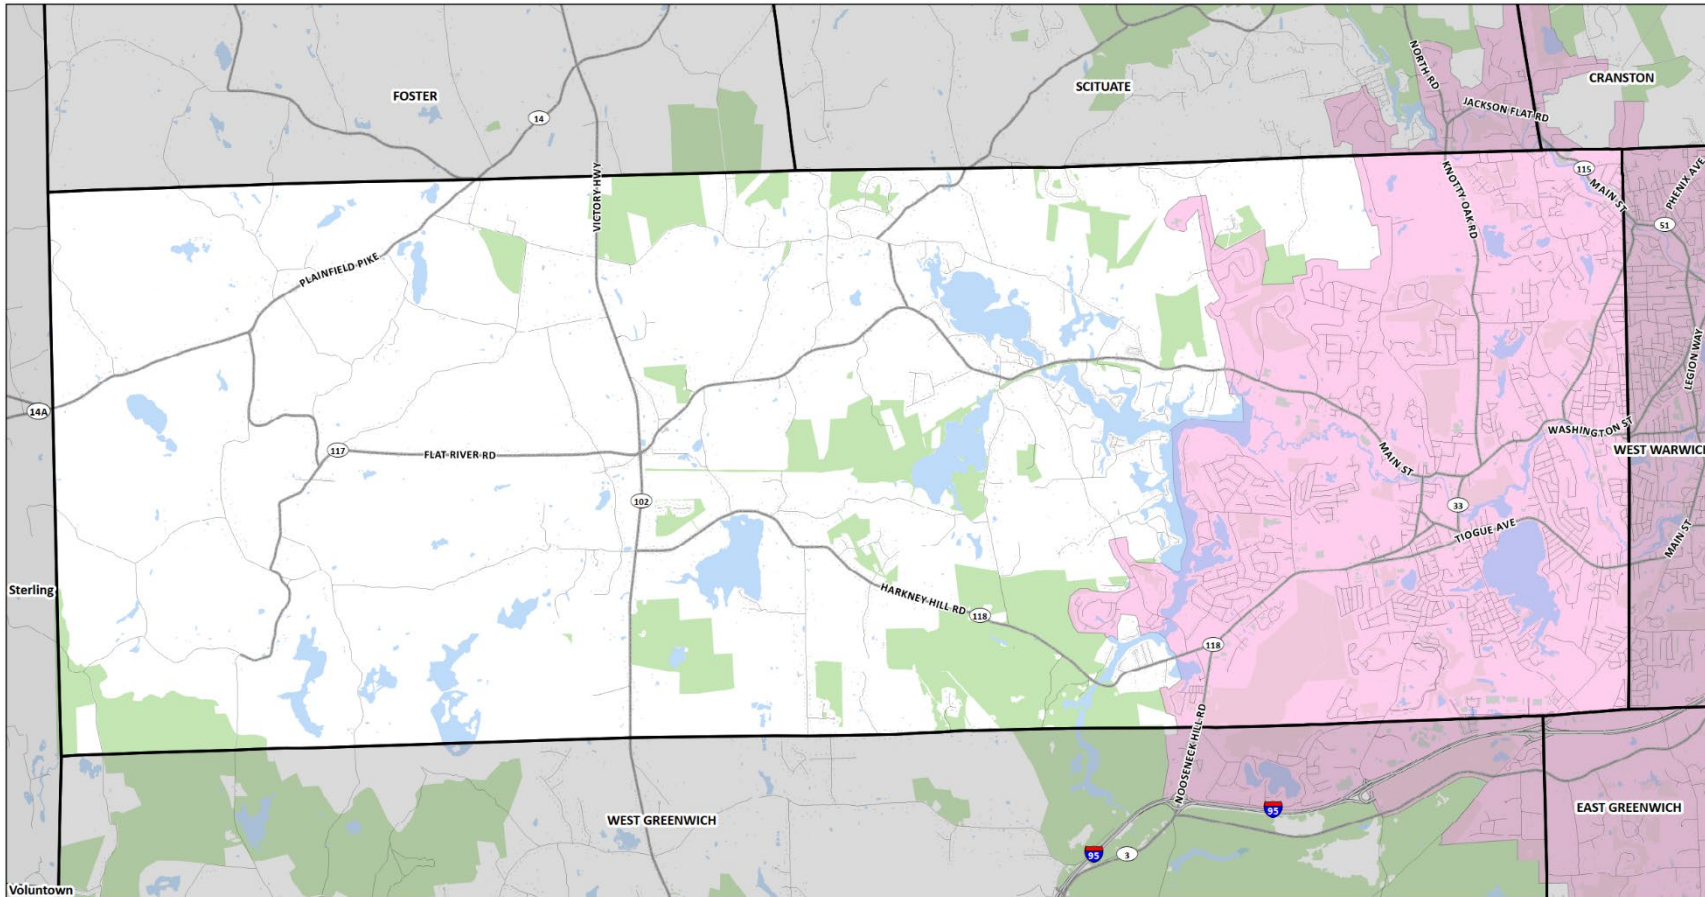 FOSTER
SCITUATE
CRANSTON
NORTH RD
JACKSON FLAT RD
14
VICTORY HWY
KNOTTY OAK RD
115
MAIN ST
PHENIX AVE
51
PLAINFIELD PIKE
LEGION WAY
14A
117
FLAT RIVER RD
MAIN ST
WASHINGTON ST
WEST WARWICK
102
33
TIOGUE AVE
MAIN ST
Sterling
HARKNEY HILL RD
118
118
NOOSENECK HILL RD
WEST GREENWICH
95
EAST GREENWICH
95
3
Voluntown